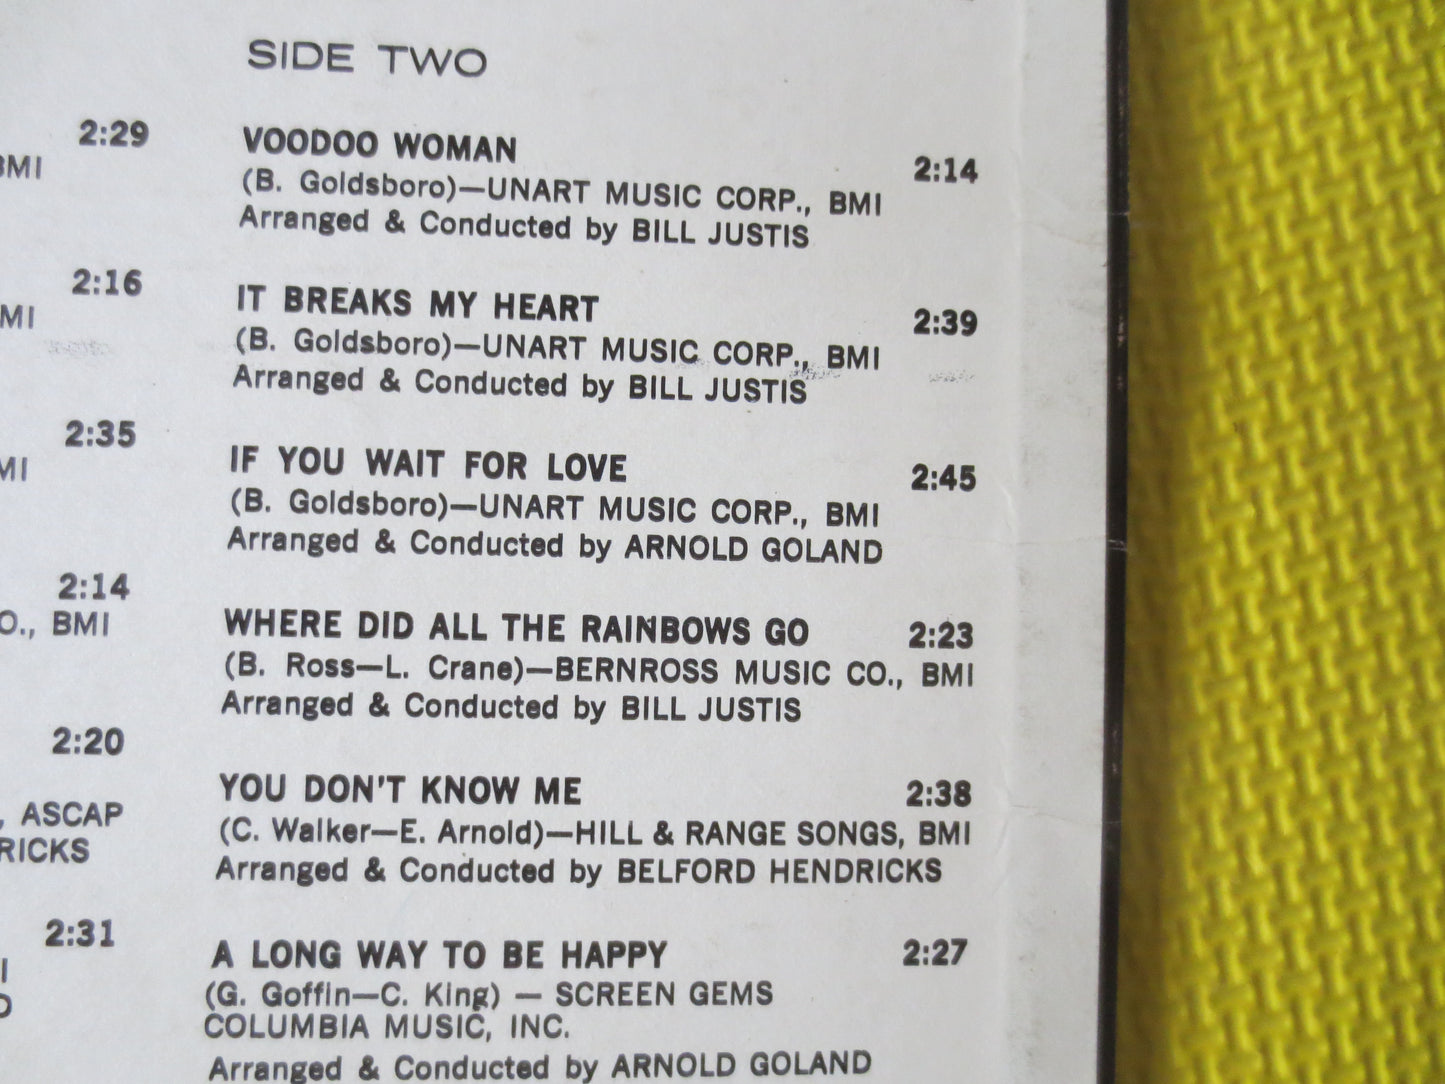 2:29
BMI
2:16
MI
2:35
MI
2:14
O., BMI
2:20
, ASCAP
RICKS
2:31
SIDE TWO
VOODOO WOMAN 2:14
(B. Goldsboro)—UNART MUSIC CORP., BMI
Arranged & Conducted by BILL JUSTIS
IT BREAKS MY HEART 2:39
(B. Goldsboro)—UNART MUSIC CORP., BMI
Arranged & Conducted by BILL JUSTIS
IF YOU WAIT FOR LOVE 2:45
(B. Goldsboro)—UNART MUSIC CORP., BMI
Arranged & Conducted by ARNOLD GOLAND
WHERE DID ALL THE RAINBOWS GO 2:23
(B. Ross—L. Crane)—BERNROSS MUSIC CO., BMI
Arranged & Conducted by BILL JUSTIS
YOU DON'T KNOW ME 2:38
(C. Walker—E. Arnold)—HILL & RANGE SONGS, BMI
Arranged & Conducted by BELFORD HENDRICKS
A LONG WAY TO BE HAPPY 2:27
(G. Goffin—C. King) — SCREEN GEMS
COLUMBIA MUSIC, INC.
Arranged & Conducted by ARNOLD GOLAND